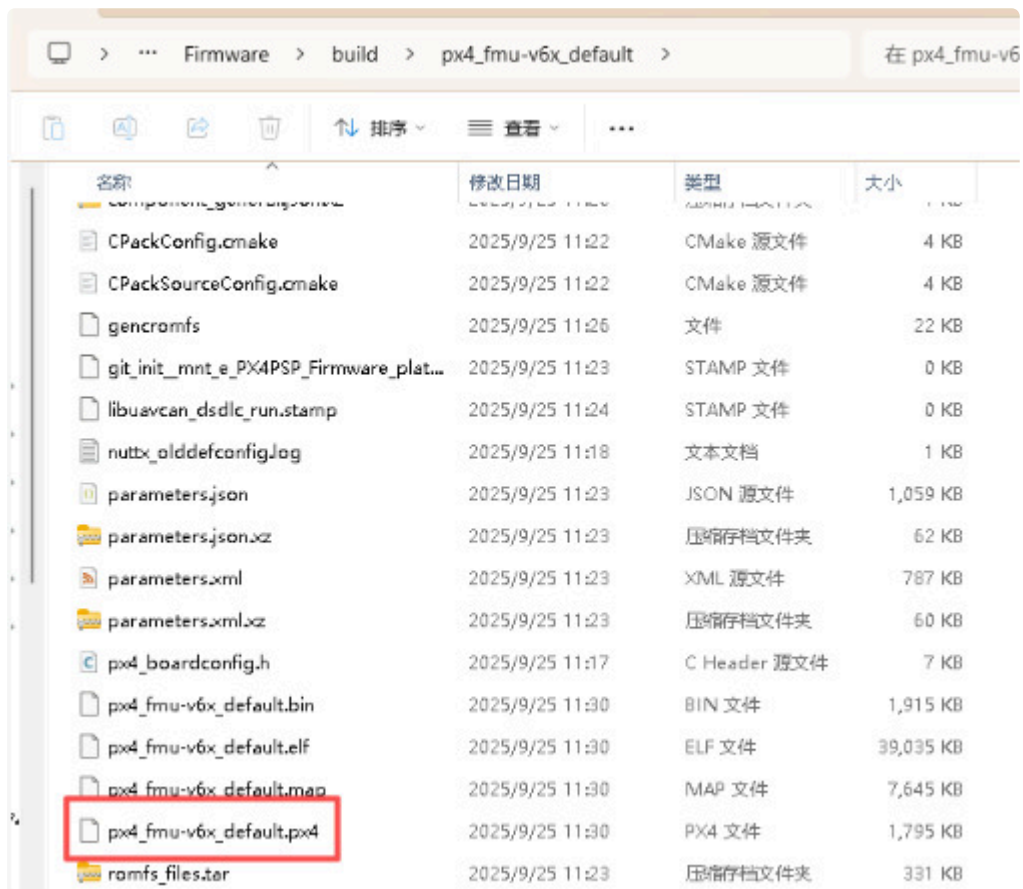 Firmware > build > px4_fmu-v6x_default > 在 px4_fmu-v6
排序 查看 ...
名称 修改日期 类型 大小
CPackConfig.cmake 2025/9/25 11:22 CMake 源文件 4 KB
CPackSourceConfig.cmake 2025/9/25 11:22 CMake 源文件 4 KB
gencromfs 2025/9/25 11:26 文件 22 KB
git_init__mnt_e_PX4PSP_Firmware_plat... 2025/9/25 11:23 STAMP 文件 0 KB
libuavcan_dsdlc_run.stamp 2025/9/25 11:24 STAMP 文件 0 KB
nuttx_olddefconfig.log 2025/9/25 11:18 文本文档 1 KB
parameters.json 2025/9/25 11:23 JSON 源文件 1,059 KB
parameters.json.xz 2025/9/25 11:23 压缩存档文件夹 62 KB
parameters.xml 2025/9/25 11:23 XML 源文件 787 KB
parameters.xml.xz 2025/9/25 11:23 压缩存档文件夹 60 KB
px4_boardconfig.h 2025/9/25 11:17 C Header 源文件 7 KB
px4_fmu-v6x_default.bin 2025/9/25 11:30 BIN 文件 1,915 KB
px4_fmu-v6x_default.elf 2025/9/25 11:30 ELF 文件 39,035 KB
px4_fmu-v6x_default.map 2025/9/25 11:30 MAP 文件 7,645 KB
px4_fmu-v6x_default.px4 2025/9/25 11:30 PX4 文件 1,795 KB
romfs_files.tar 2025/9/25 11:23 压缩存档文件夹 331 KB